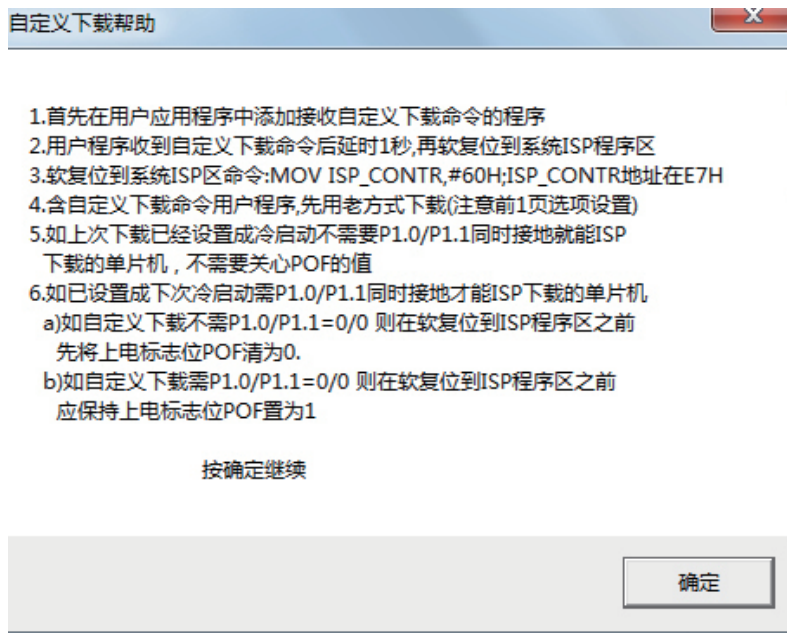 自定义下载帮助
1.首先在用户应用程序中添加接收自定义下载命令的程序
2.用户程序收到自定义下载命令后延时1秒,再软复位到系统ISP程序区
3.软复位到系统ISP区命令:MOV ISP_CONTR,#60H;ISP_CONTR地址在E7H
4.含自定义下载命令用户程序,先用老方式下载(注意前1页选项设置)
5.如上次下载已经设置成冷启动不需要P1.0/P1.1同时接地就能ISP
下载的单片机，不需要关心POF的值
6.如已设置成下次冷启动需P1.0/P1.1同时接地才能ISP下载的单片机
a)如自定义下载不需P1.0/P1.1=0/0 则在软复位到ISP程序区之前
先将上电标志位POF清为0.
b)如自定义下载需P1.0/P1.1=0/0 则在软复位到ISP程序区之前
应保持上电标志位POF置为1
按确定继续
确定